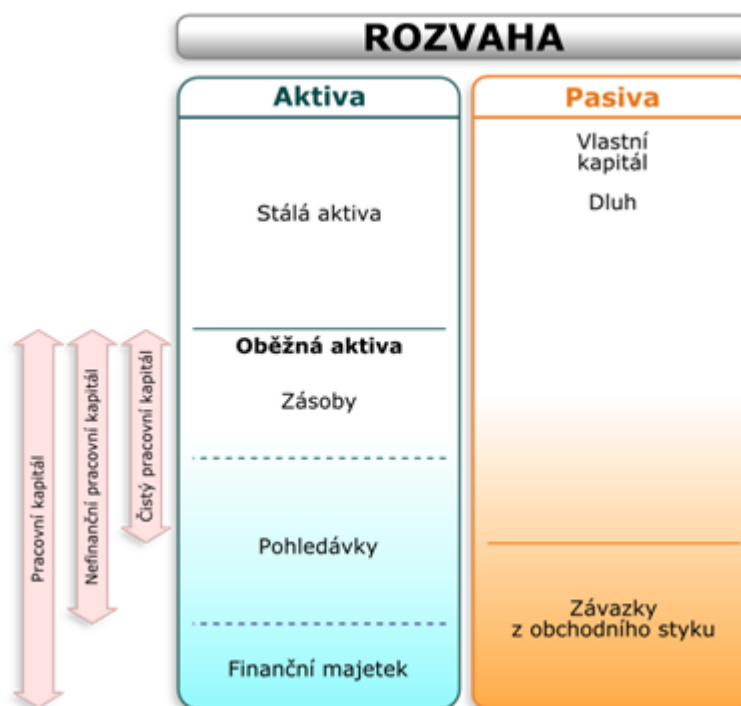 ROZVAHA
Aktiva
Pasiva
Vlastní
kapitál
Dluh
Stálá aktiva
Oběžná aktiva
Zásoby
Pohledávky
Finanční majetek
Závazky
z obchodního styku
Pracovní kapitál
Nefinanční pracovní kapitál
Čistý pracovní kapitál